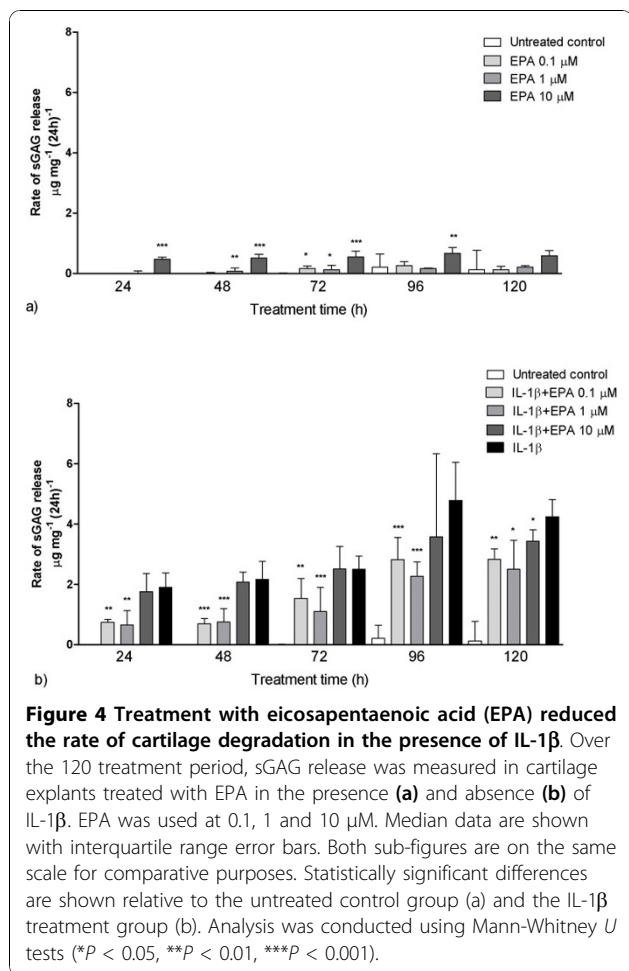 8
Untreated control
EPA 0.1 μM
EPA 1 μM
EPA 10 μM
6
Rate of sGAG release
μg mg⁻¹ (24h)⁻¹
4
2
***
** ***
* * ***
**
0
24 48 72 96 120
a) Treatment time (h)
Untreated control
8
IL-1β+EPA 0.1 μM
IL-1β+EPA 1 μM
IL-1β+EPA 10 μM
IL-1β
6
Rate of sGAG release
μg mg⁻¹ (24h)⁻¹
4
2
** **
*** ***
** ***
*** ***
** * *
0
24 48 72 96 120
b) Treatment time (h)
Figure 4 Treatment with eicosapentaenoic acid (EPA) reduced
the rate of cartilage degradation in the presence of IL-1β. Over
the 120 treatment period, sGAG release was measured in cartilage
explants treated with EPA in the presence (a) and absence (b) of
IL-1β. EPA was used at 0.1, 1 and 10 μM. Median data are shown
with interquartile range error bars. Both sub-figures are on the same
scale for comparative purposes. Statistically significant differences
are shown relative to the untreated control group (a) and the IL-1β
treatment group (b). Analysis was conducted using Mann-Whitney U
tests (*P < 0.05, **P < 0.01, ***P < 0.001).